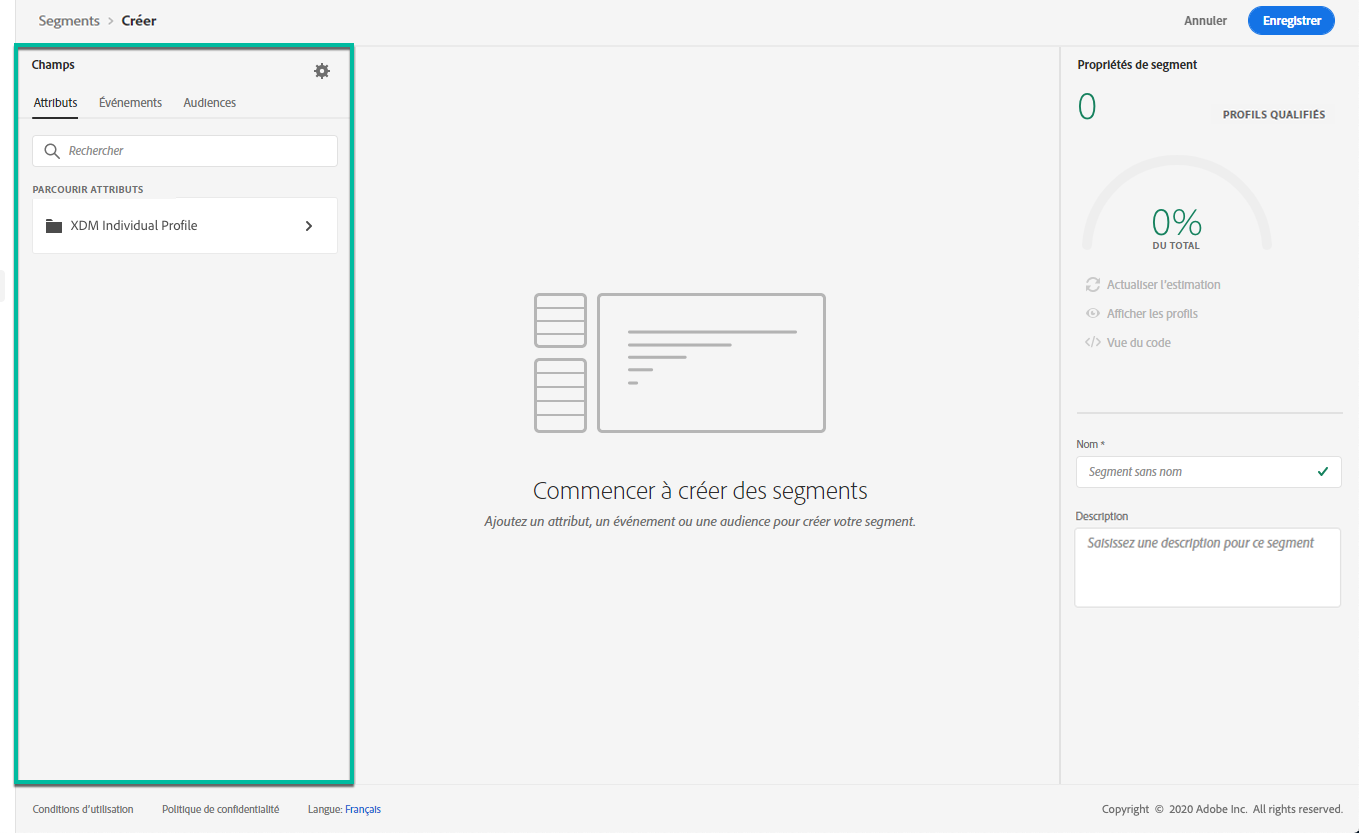 Segments > Créer
Annuler
Enregistrer
Champs
Attributs Événements Audiences
Rechercher
PARCOURIR ATTRIBUTS
XDM Individual Profile
Commencer à créer des segments
Ajoutez un attribut, un événement ou une audience pour créer votre segment.
Propriétés de segment
0
PROFILS QUALIFIÉS
0%
DU TOTAL
Actualiser l'estimation
Afficher les profils
</> Vue du code
Nom *
Segment sans nom
Description
Saisissez une description pour ce segment
Conditions d'utilisation Politique de confidentialité Langue: Français
Copyright © 2020 Adobe Inc. All rights reserved.